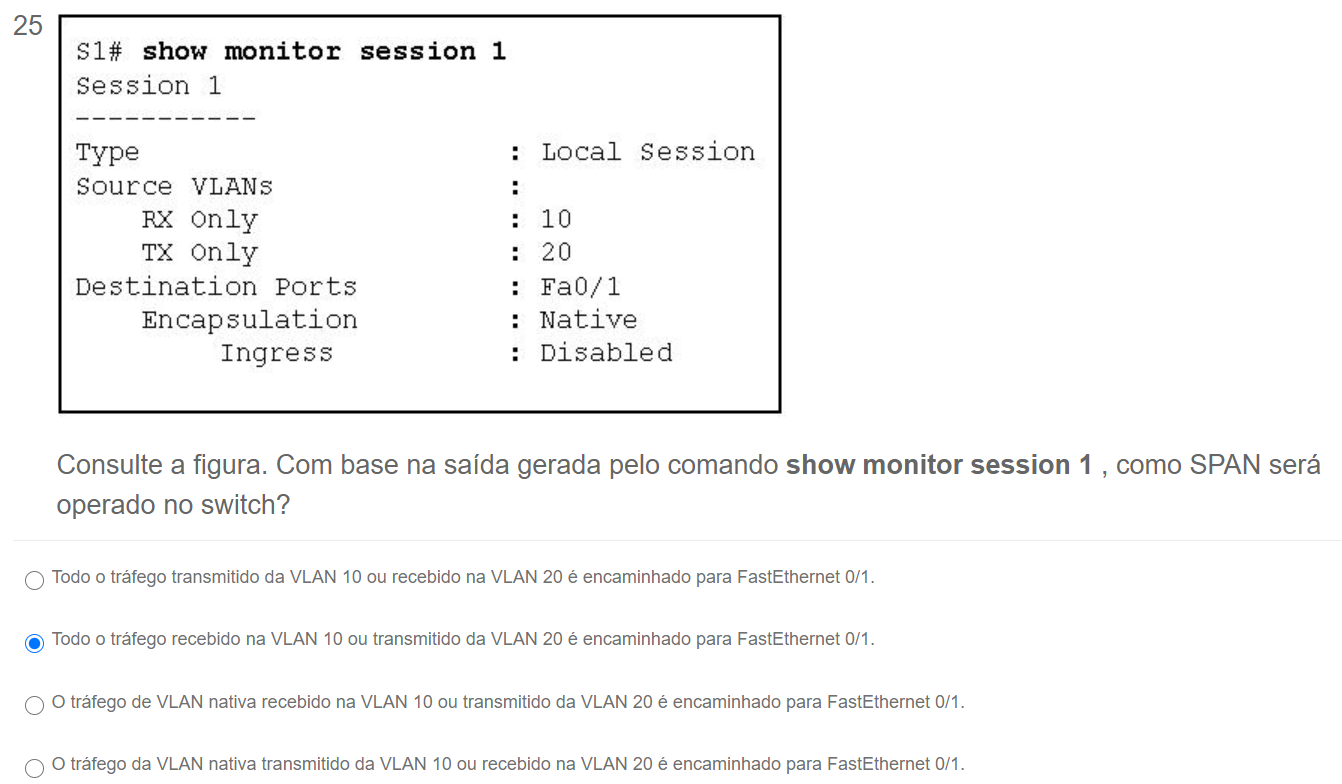 25
S1# show monitor session 1
Session 1
-----------
Type : Local Session
Source VLANs :
RX Only : 10
TX Only : 20
Destination Ports : Fa0/1
Encapsulation : Native
Ingress : Disabled
Consulte a figura. Com base na saída gerada pelo comando show monitor session 1 , como SPAN será
operado no switch?
Todo o tráfego transmitido da VLAN 10 ou recebido na VLAN 20 é encaminhado para FastEthernet 0/1.
Todo o tráfego recebido na VLAN 10 ou transmitido da VLAN 20 é encaminhado para FastEthernet 0/1.
O tráfego de VLAN nativa recebido na VLAN 10 ou transmitido da VLAN 20 é encaminhado para FastEthernet 0/1.
O tráfego da VLAN nativa transmitido da VLAN 10 ou recebido na VLAN 20 é encaminhado para FastEthernet 0/1.